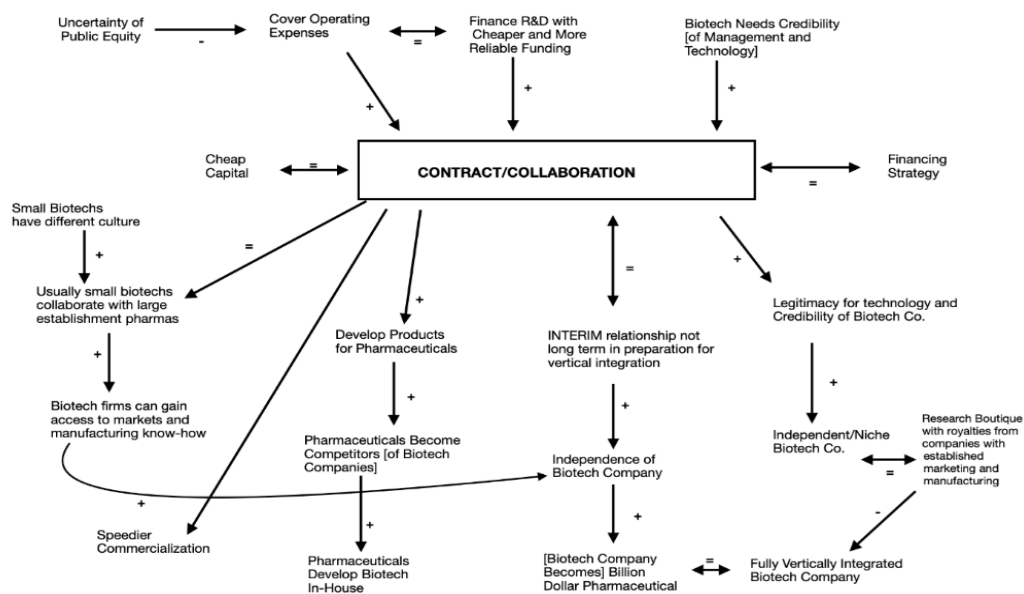 Uncertainty of
Public Equity
-
Cover Operating
Expenses
=
Finance R&D with
Cheaper and More
Reliable Funding
Biotech Needs Credibility
[of Management and
Technology]
+
+
+
Cheap
Capital
=
CONTRACT/COLLABORATION
=
Financing
Strategy
Small Biotechs
have different culture
+
=
+
=
+
Usually small biotechs
collaborate with large
establishment pharmas
Develop Products
for Pharmaceuticals
INTERIM relationship not
long term in preparation for
vertical integration
Legitimacy for technology and
Credibility of Biotech Co.
+
+
+
+
Biotech firms can gain
access to markets and
manufacturing know-how
Pharmaceuticals Become
Competitors [of Biotech
Companies]
Independence of
Biotech Company
Independent/Niche
Biotech Co.
=
Research Boutique
with royalties from
companies with
established
marketing and
manufacturing
+
+
+
-
Speedier
Commercialization
Pharmaceuticals
Develop Biotech
In-House
[Biotech Company
Becomes] Billion
Dollar Pharmaceutical
=
Fully Vertically Integrated
Biotech Company